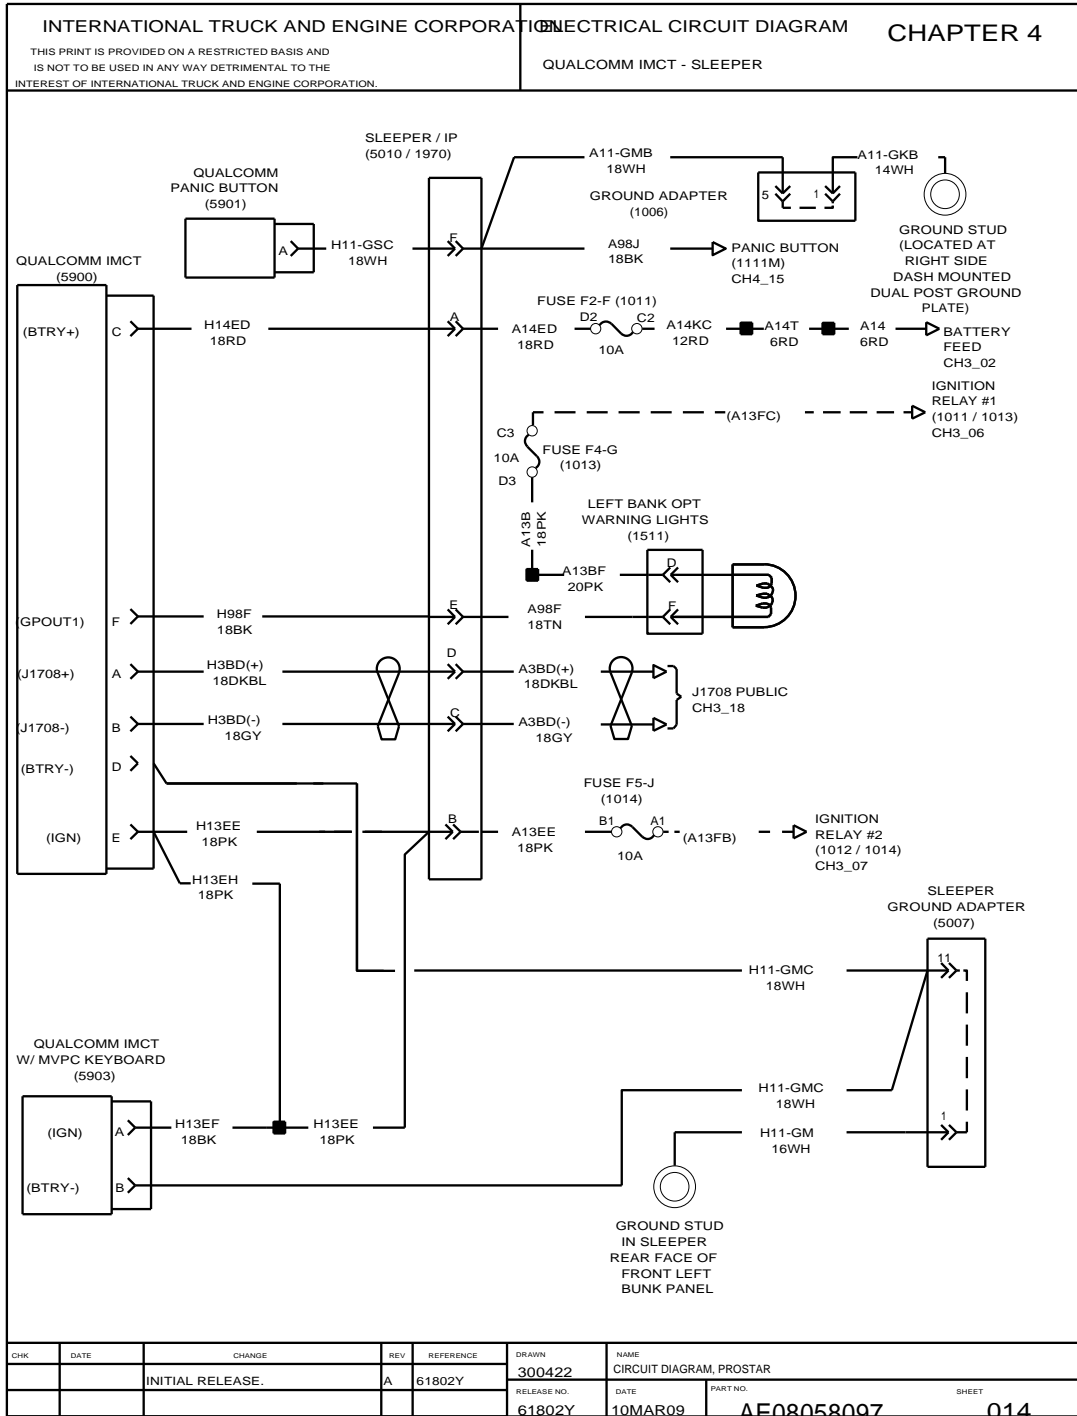 INTERNATIONAL TRUCK AND ENGINE CORPORATION
ELECTRICAL CIRCUIT DIAGRAM
CHAPTER 4
THIS PRINT IS PROVIDED ON A RESTRICTED BASIS AND
IS NOT TO BE USED IN ANY WAY DETRIMENTAL TO THE
INTEREST OF INTERNATIONAL TRUCK AND ENGINE CORPORATION.
QUALCOMM IMCT - SLEEPER
SLEEPER / IP
(5010 / 1970)
QUALCOMM
PANIC BUTTON
(5901)
A
H11-GSC
18WH
F
A11-GMB
18WH
GROUND ADAPTER
(1006)
5
1
A11-GKB
14WH
GROUND STUD
(LOCATED AT
RIGHT SIDE
DASH MOUNTED
DUAL POST GROUND
PLATE)
A98J
18BK
PANIC BUTTON
(1111M)
CH4_15
QUALCOMM IMCT
(5900)
(BTRY+)
C
H14ED
18RD
A
A14ED
18RD
FUSE F2-F (1011)
D2
C2
10A
A14KC
12RD
A14T
6RD
A14
6RD
BATTERY
FEED
CH3_02
IGNITION
RELAY #1
(1011 / 1013)
CH3_06
(A13FC)
C3
10A
D3
FUSE F4-G
(1013)
A13B
18PK
LEFT BANK OPT
WARNING LIGHTS
(1511)
A13BF
20PK
D
F
(GPOUT1)
F
H98F
18BK
E
A98F
18TN
(J1708+)
A
H3BD(+)
18DKBL
D
A3BD(+)
18DKBL
J1708 PUBLIC
CH3_18
(J1708-)
B
H3BD(-)
18GY
C
A3BD(-)
18GY
(BTRY-)
D
(IGN)
E
H13EE
18PK
B
A13EE
18PK
FUSE F5-J
(1014)
B1
A1
10A
(A13FB)
IGNITION
RELAY #2
(1012 / 1014)
CH3_07
H13EH
18PK
SLEEPER
GROUND ADAPTER
(5007)
11
H11-GMC
18WH
QUALCOMM IMCT
W/ MVPC KEYBOARD
(5903)
H11-GMC
18WH
(IGN)
A
H13EF
18BK
H13EE
18PK
H11-GM
16WH
1
(BTRY-)
B
GROUND STUD
IN SLEEPER
REAR FACE OF
FRONT LEFT
BUNK PANEL
CHK
DATE
CHANGE
REV
REFERENCE
DRAWN
NAME
INITIAL RELEASE.
A
61802Y
300422
CIRCUIT DIAGRAM, PROSTAR
RELEASE NO.
DATE
PART NO.
SHEET
61802Y
10MAR09
AE08058097
014